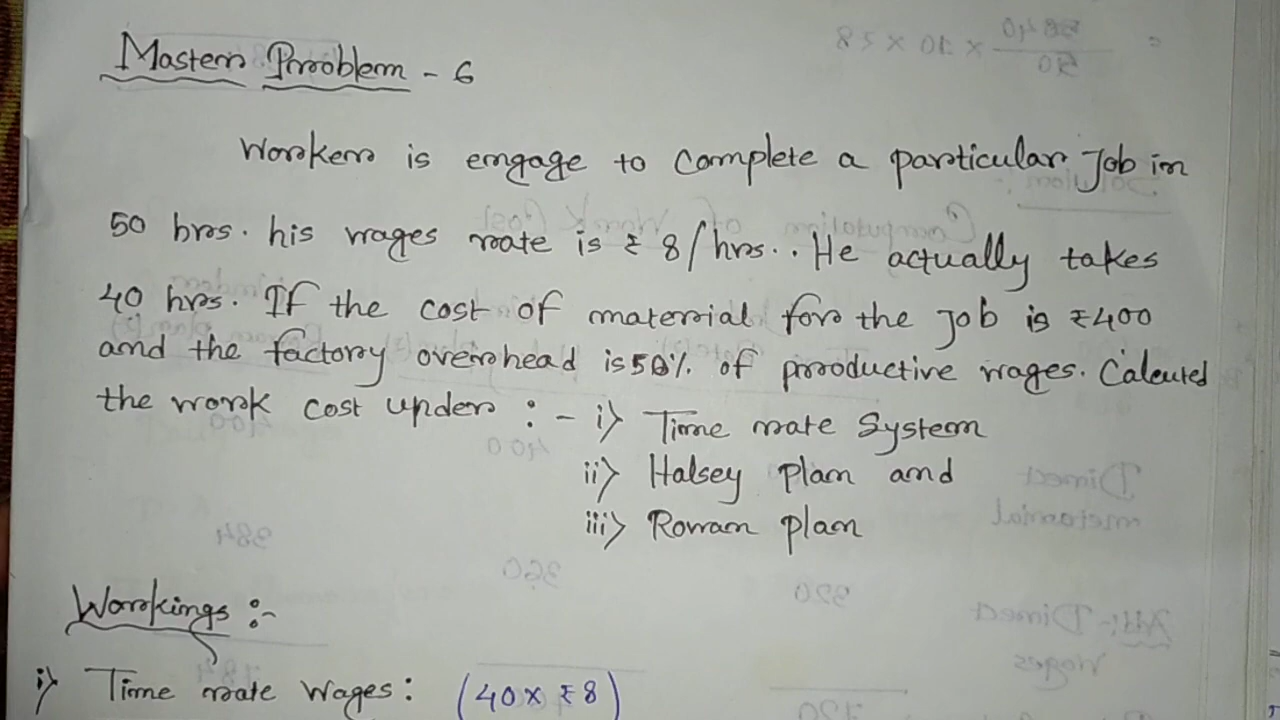 Master Problem - 6
Worker is engage to complete a particular Job in
50 hrs. his wages rate is ₹ 8/hrs.. He actually takes
40 hrs. If the cost of material for the job is ₹400
and the factory overhead is 50% of productive wages. Calculed
the work cost under :- i) Time rate System
ii) Halsey plan and
iii) Rowan plan
Workings :-
i) Time rate wages: (40 x ₹8)